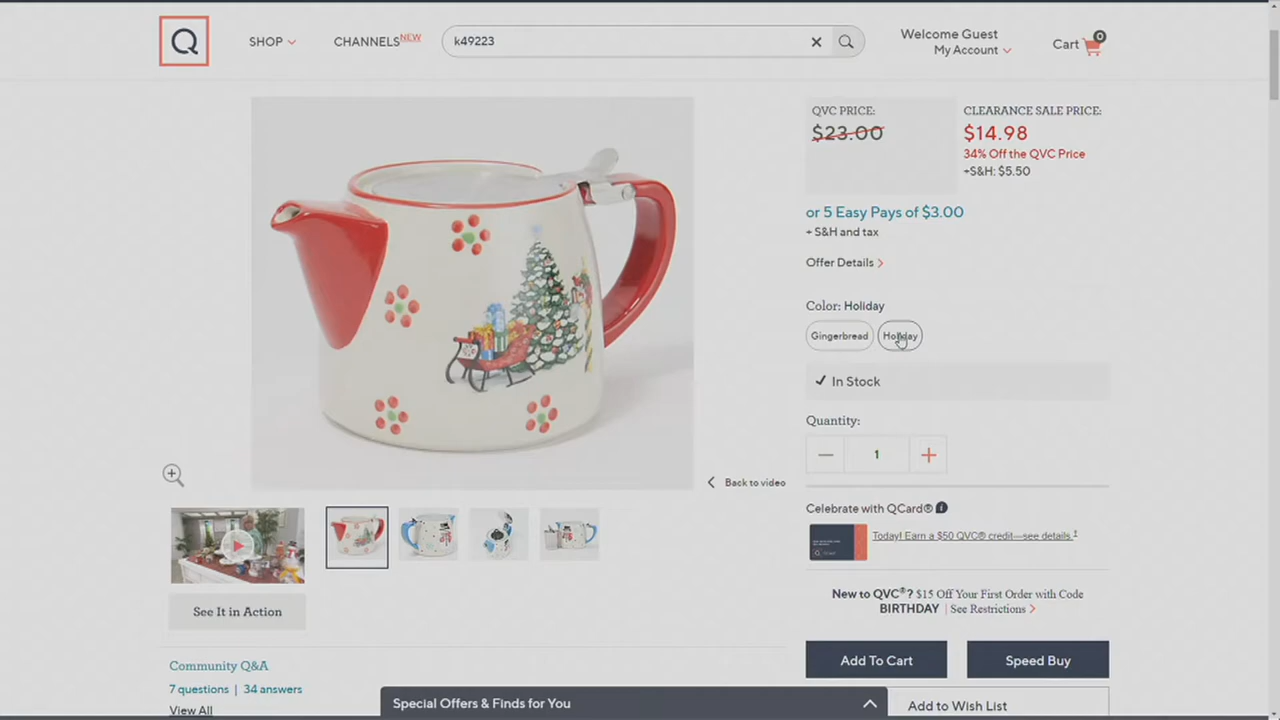 Q
SHOP
CHANNELS NEW
k49223
Welcome Guest
My Account
Cart 0
QVC PRICE:
$23.00
CLEARANCE SALE PRICE:
$14.98
34% Off the QVC Price
+S&H: $5.50
or 5 Easy Pays of $3.00
+ S&H and tax
Offer Details
Color: Holiday
Gingerbread
Holiday
In Stock
Quantity:
1
Back to video
See It in Action
Celebrate with QCard®
Today! Earn a $50 QVC® credit—see details.‡
New to QVC®? $15 Off Your First Order with Code
BIRTHDAY | See Restrictions
Add To Cart
Speed Buy
Add to Wish List
Community Q&A
7 questions | 34 answers
View All
Special Offers & Finds for You